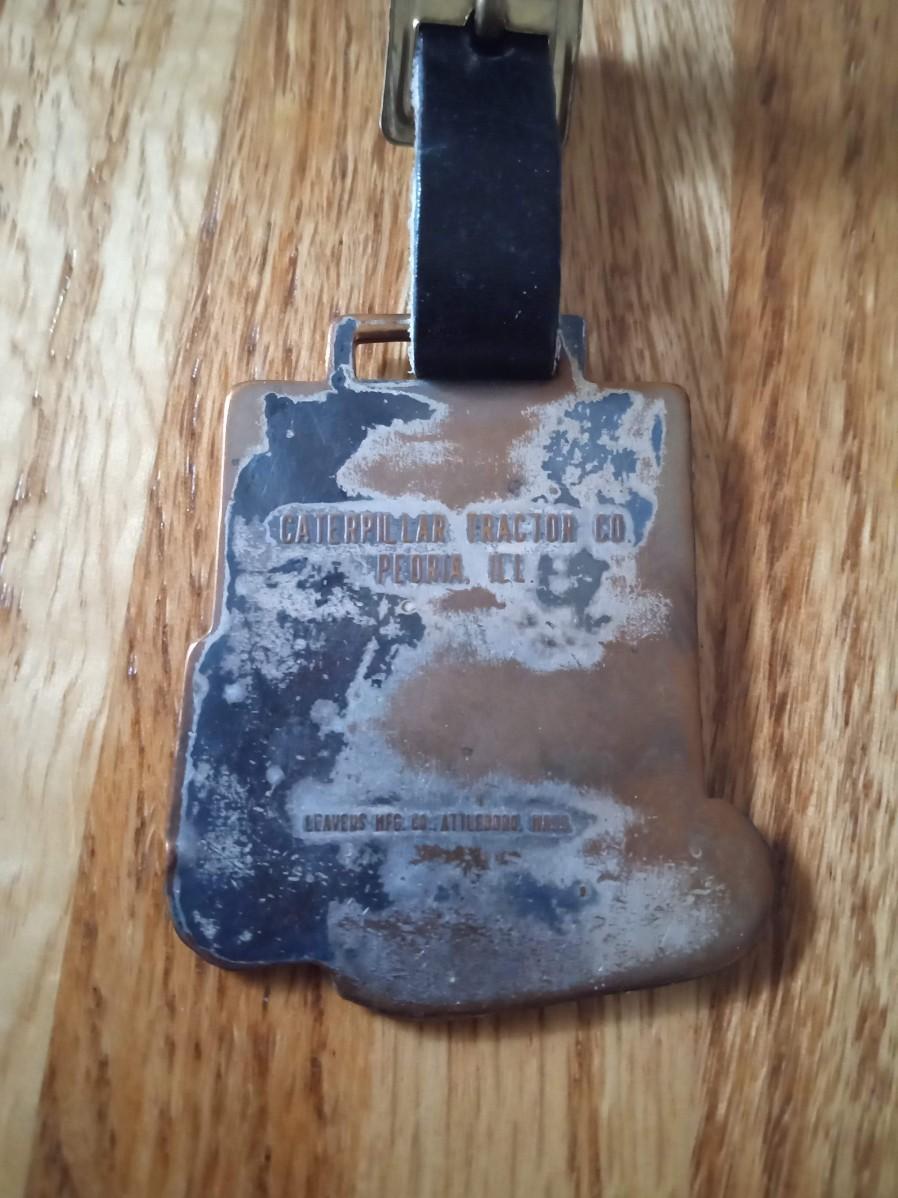 CATERPILLAR TRACTOR CO.
PEORIA, ILL.
LEAVENS MFG. CO., ATTLEBORO, MASS.